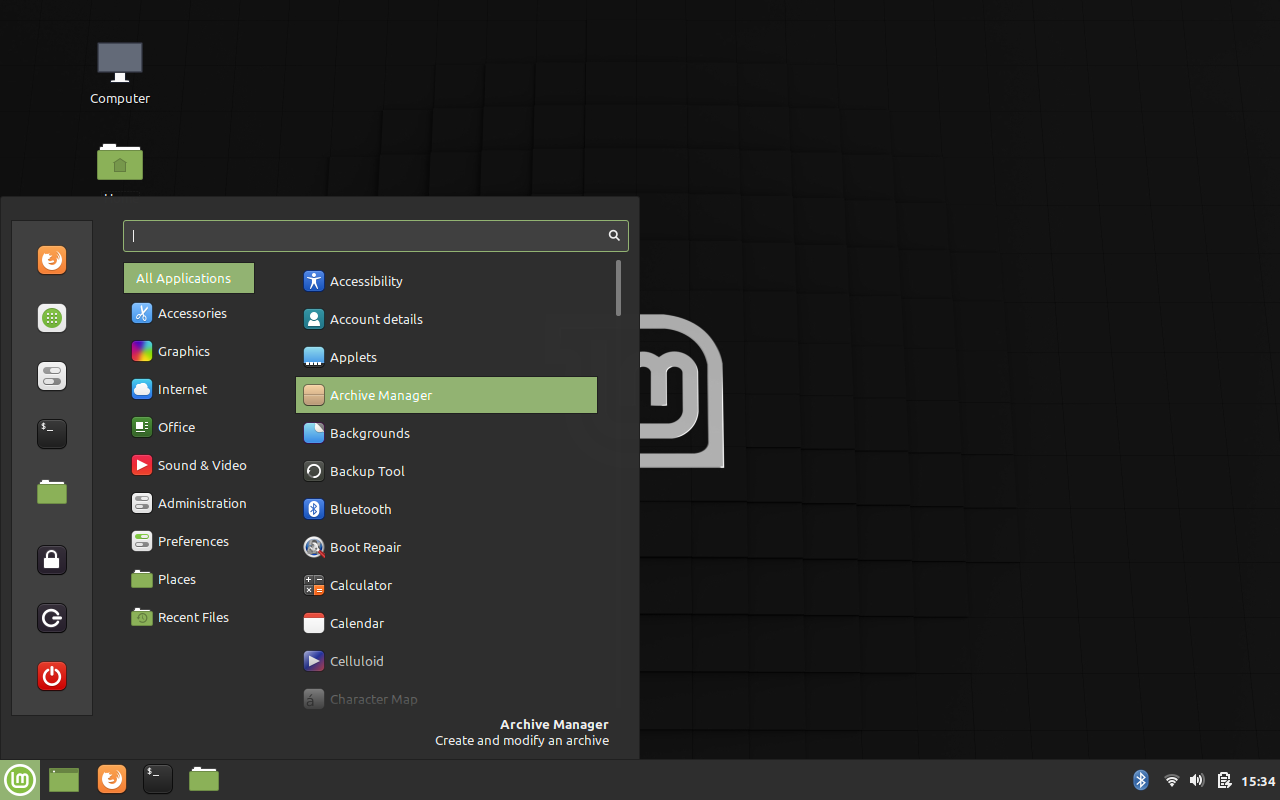 Computer
All Applications
Accessories
Graphics
Internet
Office
Sound & Video
Administration
Preferences
Places
Recent Files
Accessibility
Account details
Applets
Archive Manager
Backgrounds
Backup Tool
Bluetooth
Boot Repair
Calculator
Calendar
Celluloid
Character Map
Archive Manager
Create and modify an archive
15:34